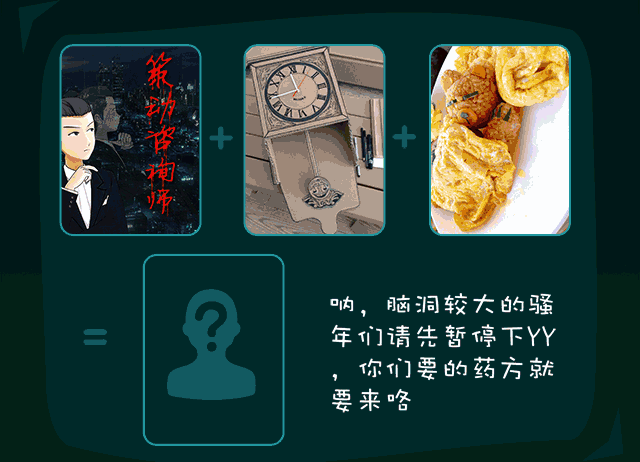 策动咨询师
呐，脑洞较大的骚
年们请先暂停下YY
，你们要的药方就
要来咯